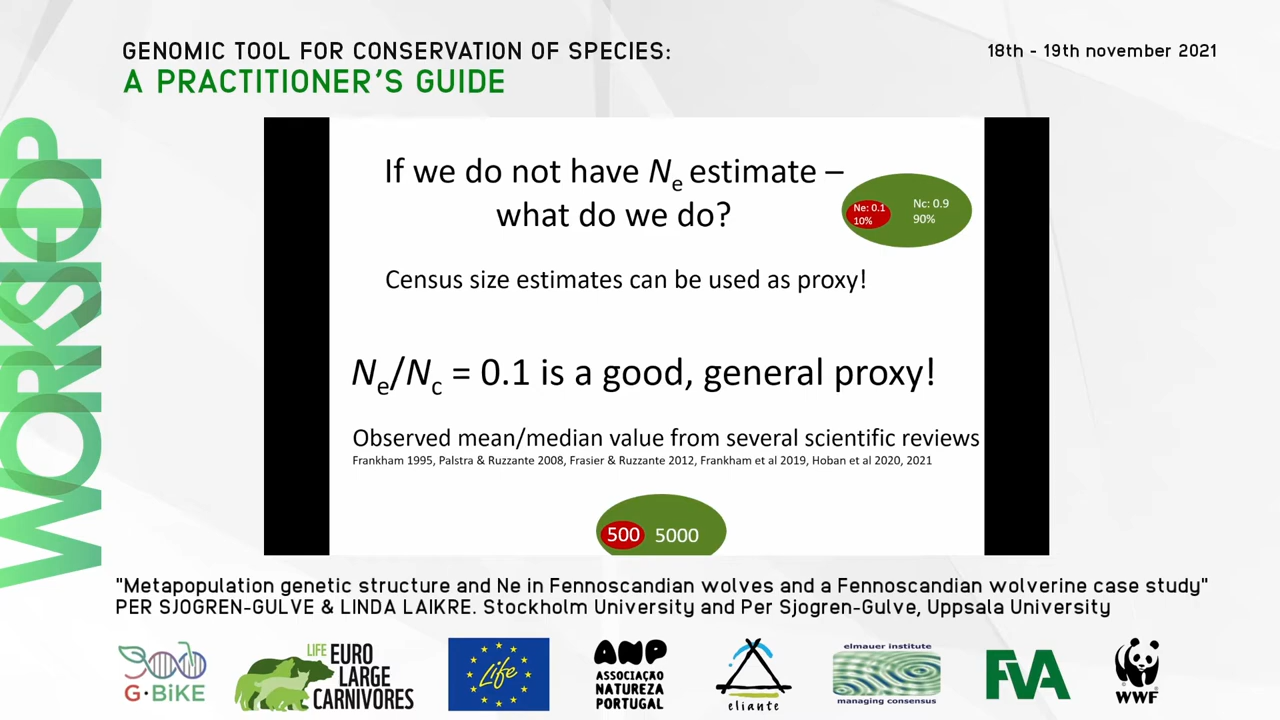 GENOMIC TOOL FOR CONSERVATION OF SPECIES:
A PRACTITIONER'S GUIDE
18th - 19th november 2021
WORKSHOP
If we do not have Ne estimate –
what do we do?
Ne: 0.1
10%
Nc: 0.9
90%
Census size estimates can be used as proxy!
Ne/Nc = 0.1 is a good, general proxy!
Observed mean/median value from several scientific reviews
Frankham 1995, Palstra & Ruzzante 2008, Frasier & Ruzzante 2012, Frankham et al 2019, Hoban et al 2020, 2021
500 5000
"Metapopulation genetic structure and Ne in Fennoscandian wolves and a Fennoscandian wolverine case study"
PER SJOGREN-GULVE & LINDA LAIKRE. Stockholm University and Per Sjogren-Gulve, Uppsala University
G·BiKE
LIFE EURO
LARGE
CARNIVORES
Life
ANP
ASSOCIAÇÃO
NATUREZA
PORTUGAL
eliante
elmauer institute
managing consensus
FVA
WWF